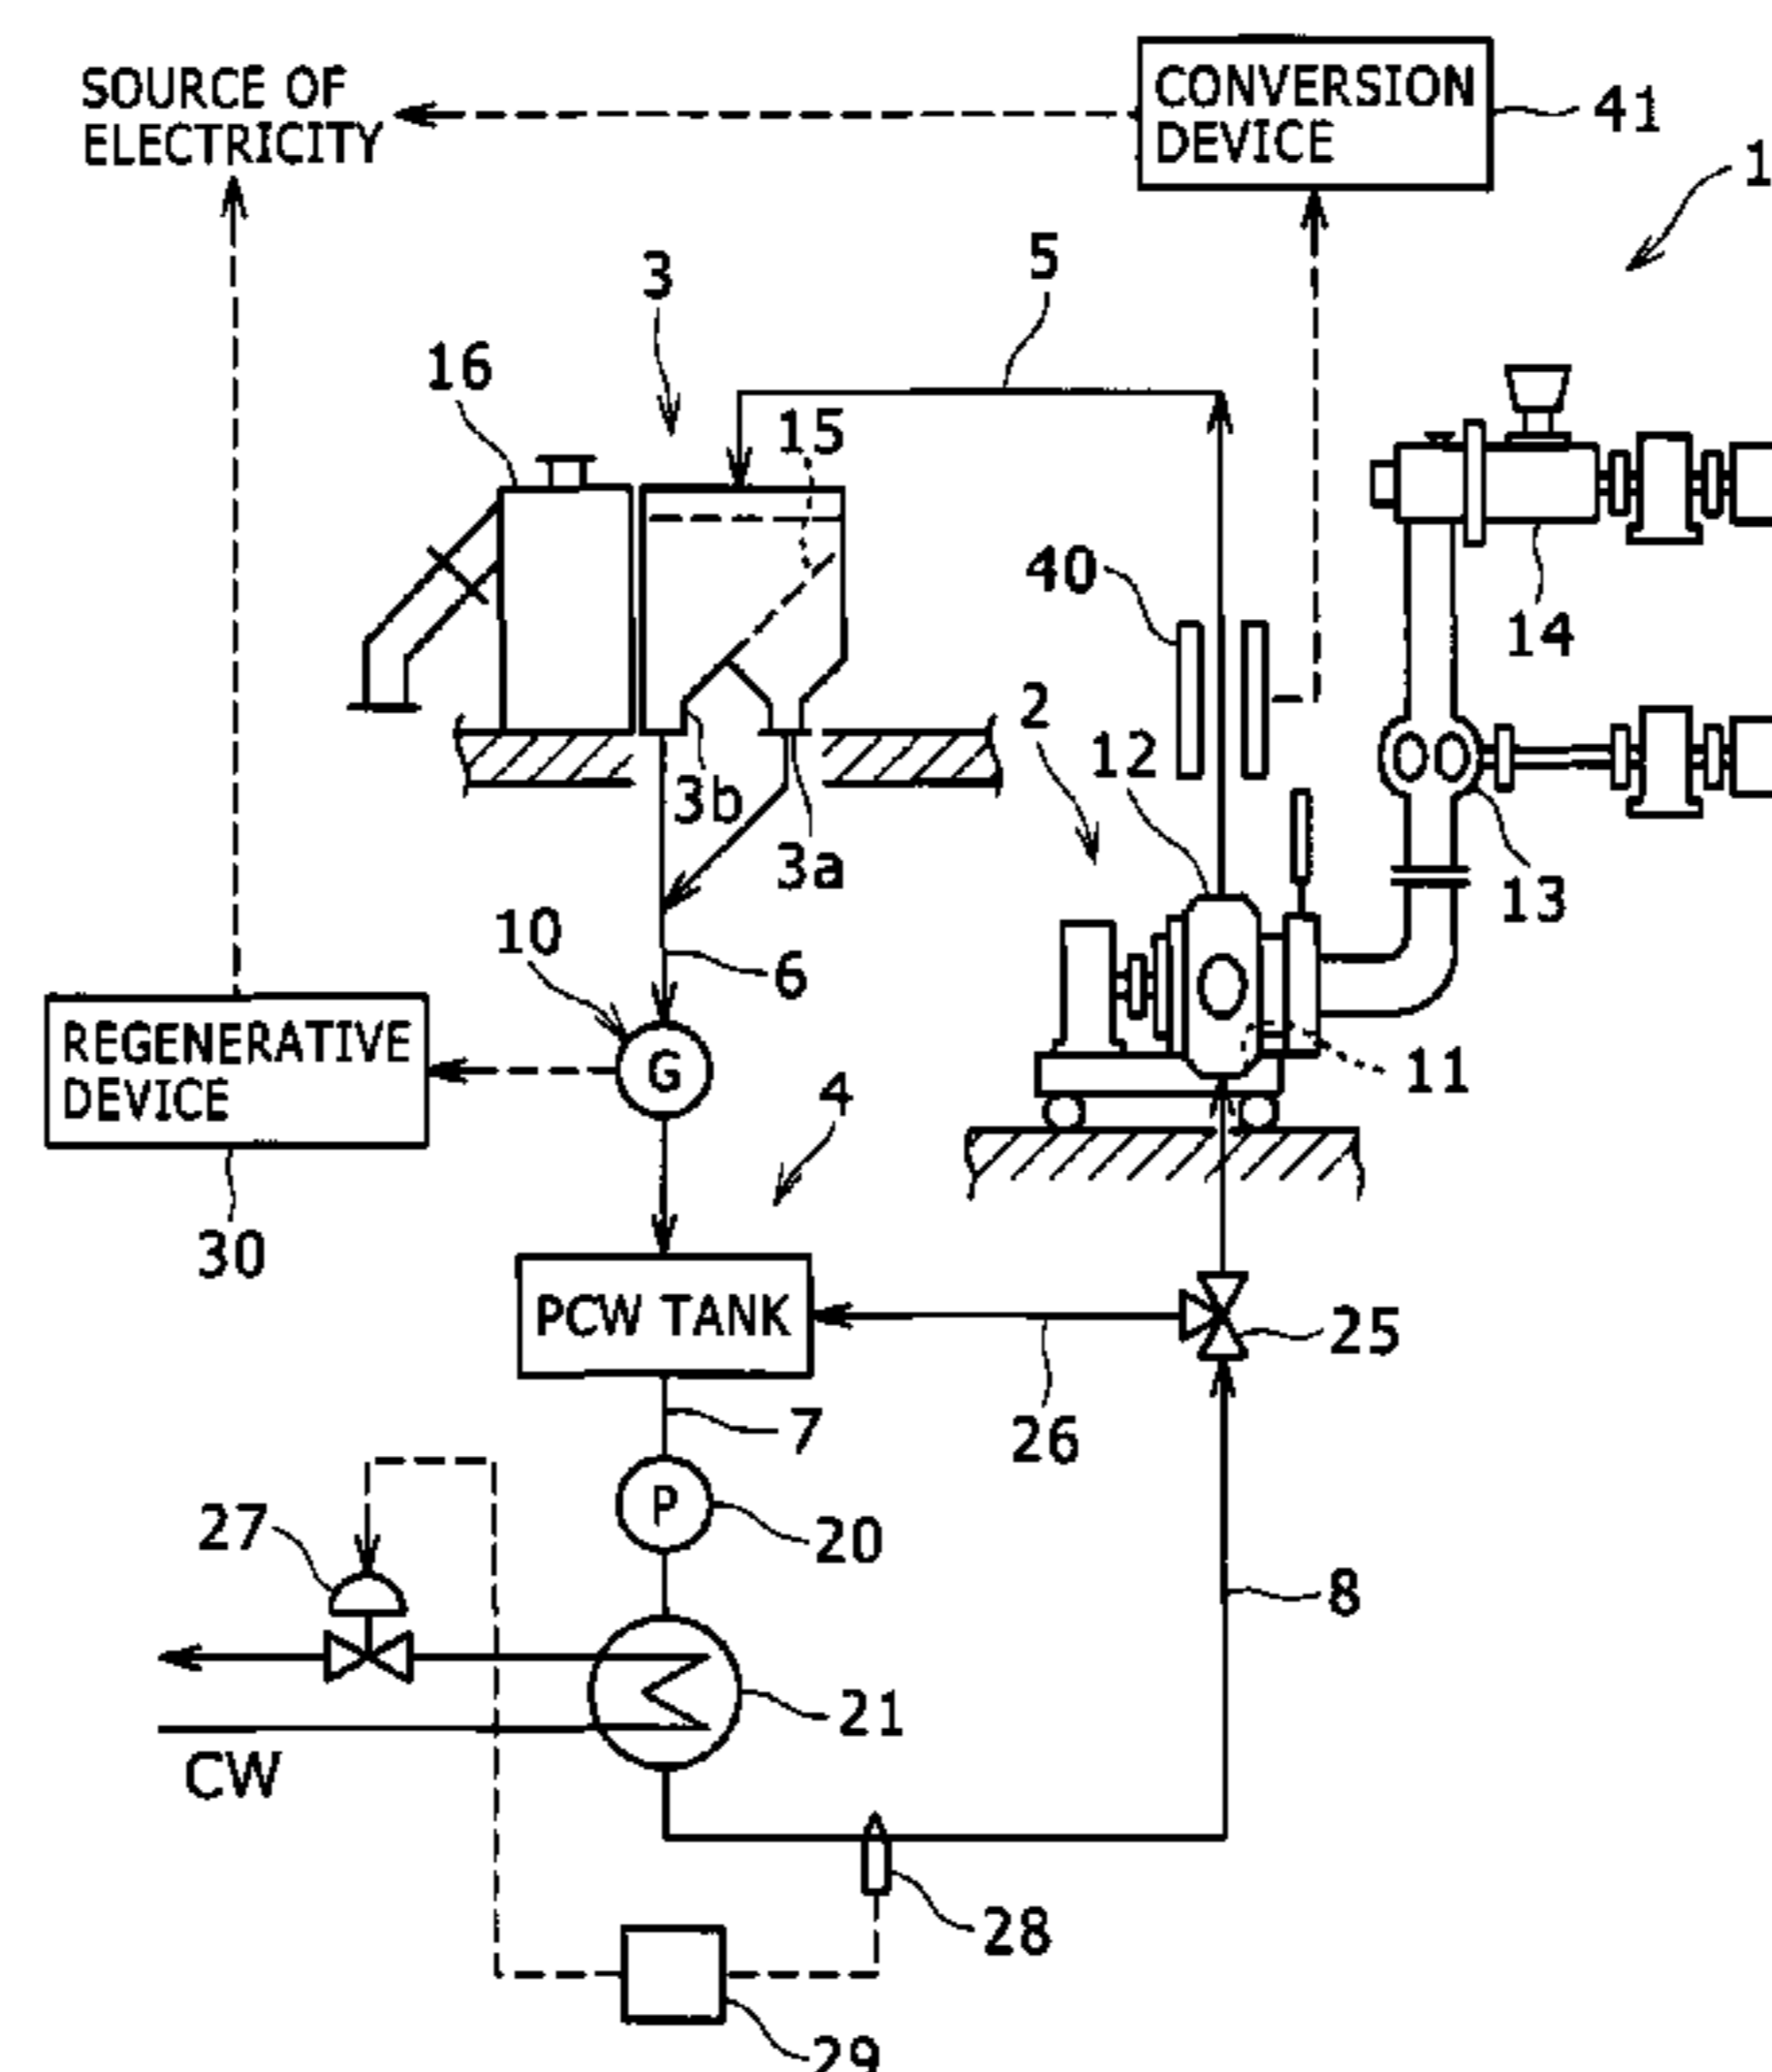 SOURCE OF
ELECTRICITY
CONVERSION
DEVICE
41
1
5
3
16
15
40
14
2
12
3b
3a
13
10
6
G
REGENERATIVE
DEVICE
11
4
30
PCW TANK
25
7
26
27
P
20
8
21
CW
28
29